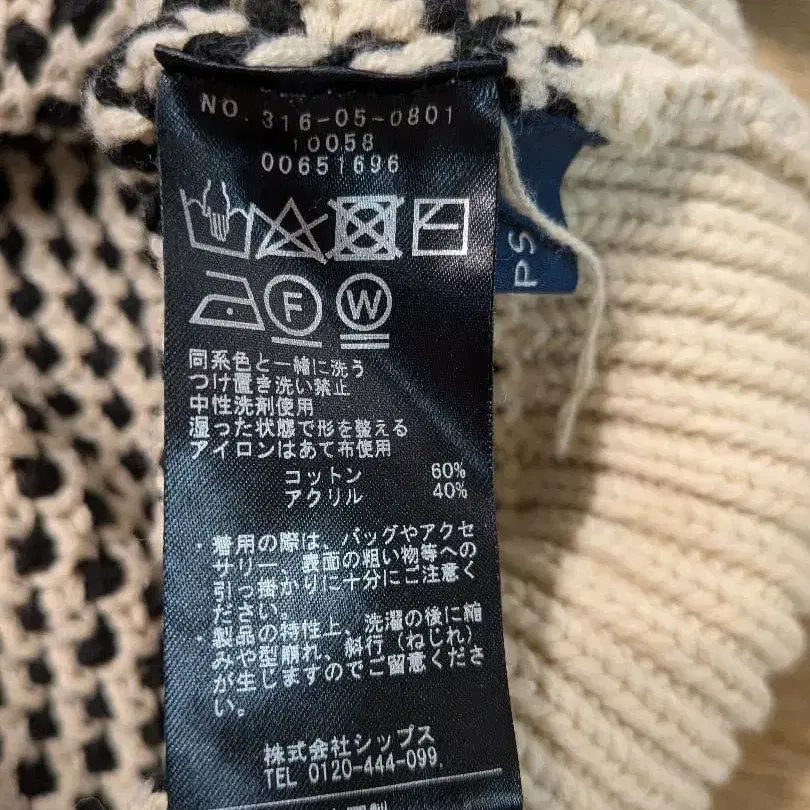 NO. 316-05-0801
10058
00651696
F
W
PS
同系色と一緒に洗う
つけ置き洗い禁止
中性洗剤使用
湿った状態で形を整える
アイロンはあて布使用
コットン 60%
アクリル 40%
・着用の際は、バッグやアクセ
サリー、表面の粗い物等への
引っ掛かりに十分にご注意く
ださい。
・製品の特性上、洗濯の後に縮
みや型崩れ、斜行（ねじれ）
が生じますのでご留意くださ
い。
株式会社シップス
TEL 0120-444-099.